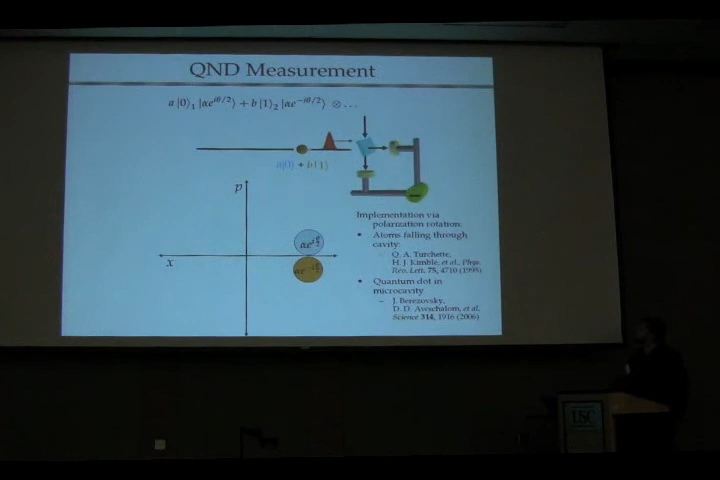 QND Measurement
a |0⟩₁ |αe^{iθ/2}⟩ + b |1⟩₂ |αe^{-iθ/2}⟩ ⊗ …
a|0⟩ + b|1⟩
p
x
Implementation via
polarization rotation:
• Atoms falling through
cavity:
– Q. A. Turchette,
H. J. Kimble, et al., Phys.
Rev. Lett. 75, 4710 (1995)
• Quantum dot in
microcavity
– J. Berezovsky,
D. D. Awschalom, et al,
Science 314, 1916 (2006)
USC